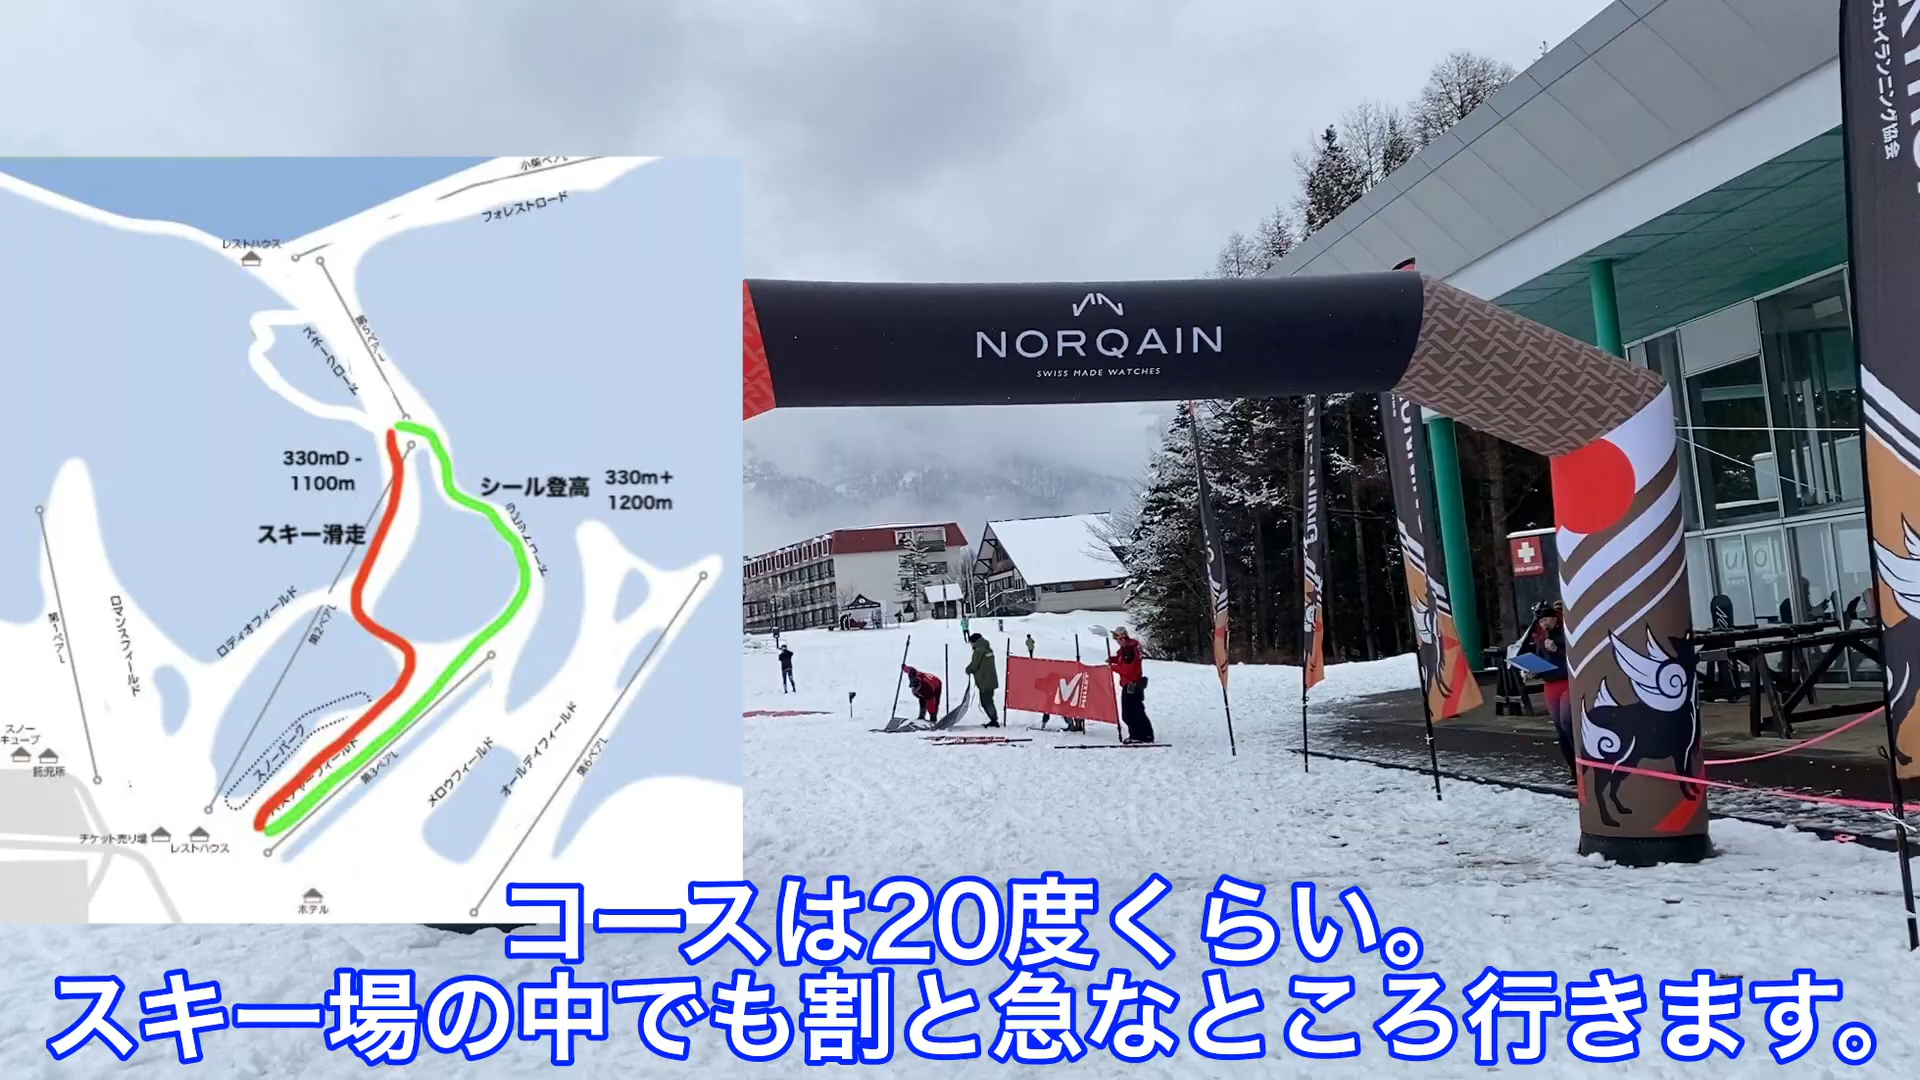 小柴ペアL
フォレストロード
レストハウス
第5ペアL
スネークロード
330mD -
1100m
シール登高
330m+
1200m
スキー滑走
ロディオフィールド
第2ペアL
第1ペアL
ロマンスフィールド
スノーパーク
第3ペアL
メロウフィールド
オールデイフィールド
第6ペアL
スノー
キューブ
託児所
チケット売り場
レストハウス
ホテル
NORQAIN
SWISS MADE WATCHES
MILLET
スカイランニング協会
コースは20度くらい。
スキー場の中でも割と急なところ行きます。